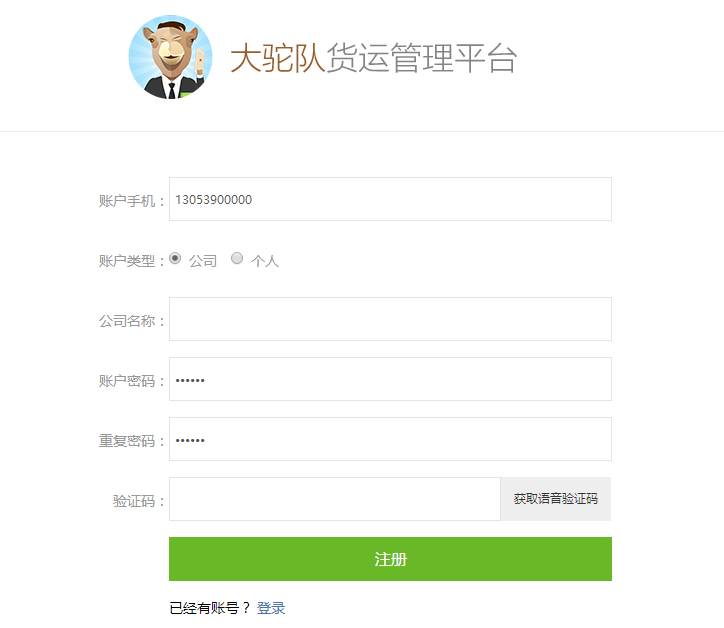 大驼队货运管理平台
账户手机：13053900000
账户类型：公司 个人
公司名称：
账户密码：••••••
重复密码：••••••
验证码：获取语音验证码
注册
已经有账号？登录